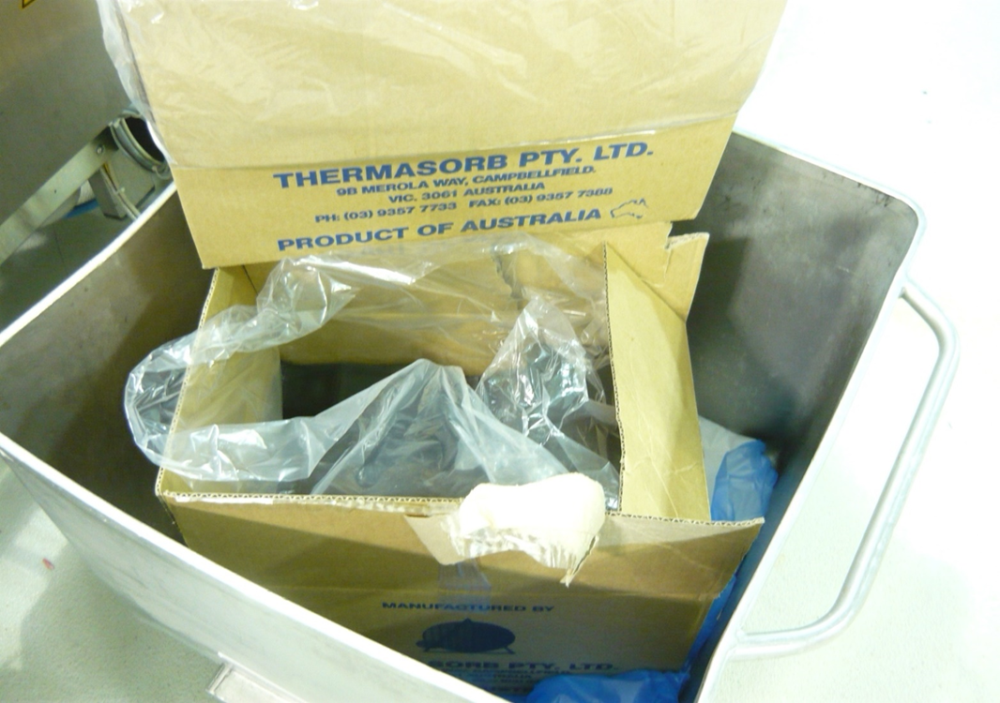 THERMASORB PTY. LTD.
9B MEROLA WAY, CAMPBELLFIELD.
VIC. 3061 AUSTRALIA
PH: (03) 9357 7733 FAX: (03) 9357 7388
PRODUCT OF AUSTRALIA
MANUFACTURED BY
SORB PTY. LTD.